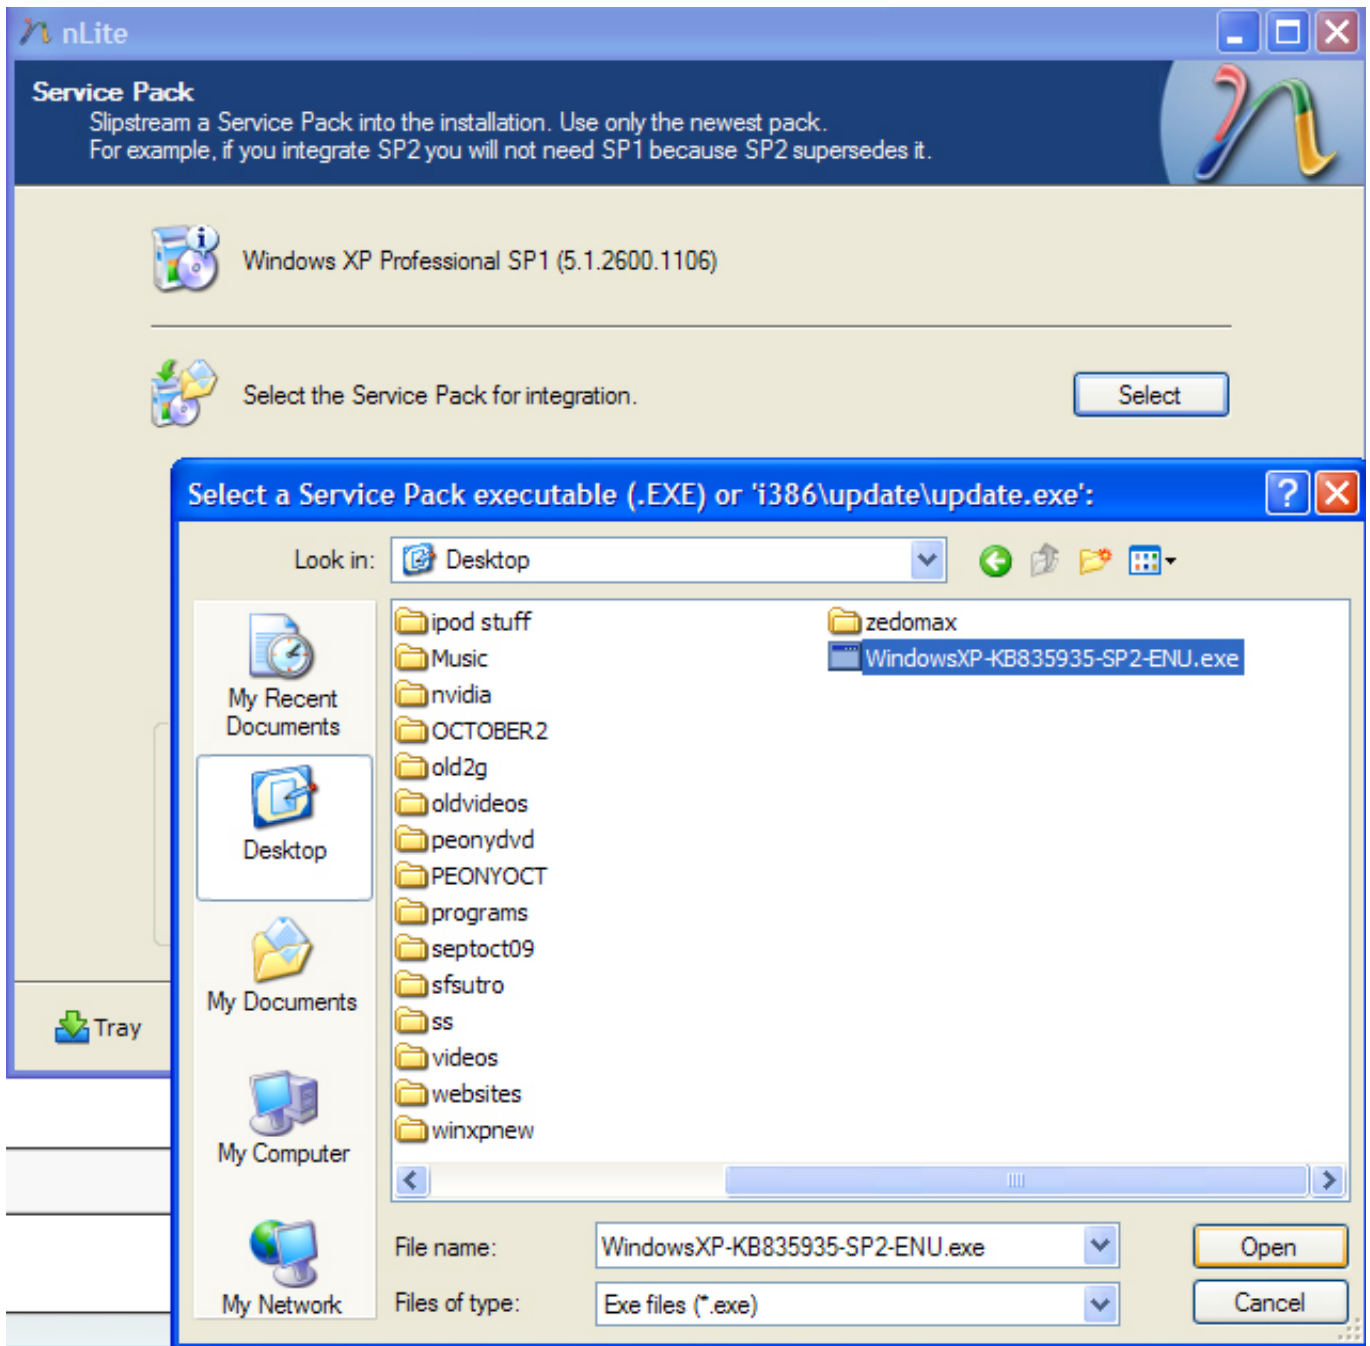 nLite
Service Pack
Slipstream a Service Pack into the installation. Use only the newest pack.
For example, if you integrate SP2 you will not need SP1 because SP2 supersedes it.
Windows XP Professional SP1 (5.1.2600.1106)
Select the Service Pack for integration.
Select
Select a Service Pack executable (.EXE) or 'i386\update\update.exe':
Look in:
Desktop
My Recent
Documents
Desktop
My Documents
My Computer
My Network
ipod stuff
Music
nvidia
OCTOBER2
old2g
oldvideos
peonydvd
PEONYOCT
programs
septoct09
sfsutro
ss
videos
websites
winxpnew
zedomax
WindowsXP-KB835935-SP2-ENU.exe
File name:
WindowsXP-KB835935-SP2-ENU.exe
Open
Files of type:
Exe files (*.exe)
Cancel
Tray